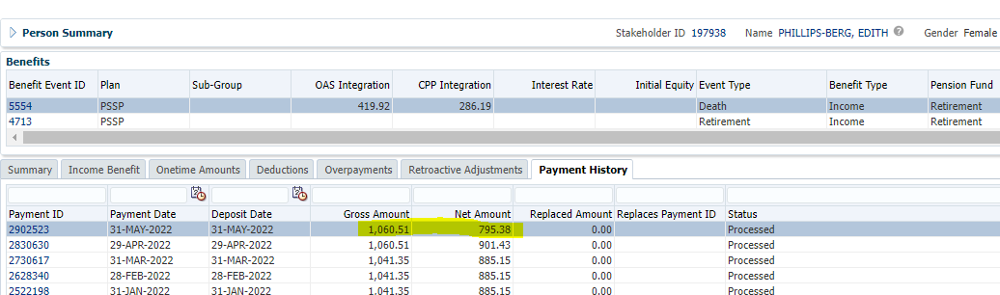 Person Summary Stakeholder ID 197938 Name PHILLIPS-BERG, EDITH ? Gender Female
Benefits
Benefit Event ID Plan Sub-Group OAS Integration CPP Integration Interest Rate Initial Equity Event Type Benefit Type Pension Fund
5554 PSSP 419.92 286.19 Death Income Retirement
4713 PSSP Retirement Income Retirement
Summary Income Benefit Onetime Amounts Deductions Overpayments Retroactive Adjustments Payment History
Payment ID Payment Date Deposit Date Gross Amount Net Amount Replaced Amount Replaces Payment ID Status
2902523 31-MAY-2022 31-MAY-2022 1,060.51 795.38 0.00 Processed
2830630 29-APR-2022 29-APR-2022 1,060.51 901.43 0.00 Processed
2730617 31-MAR-2022 31-MAR-2022 1,041.35 885.15 0.00 Processed
2628340 28-FEB-2022 28-FEB-2022 1,041.35 885.15 0.00 Processed
2522198 31-JAN-2022 31-JAN-2022 1,041.35 885.15 0.00 Processed